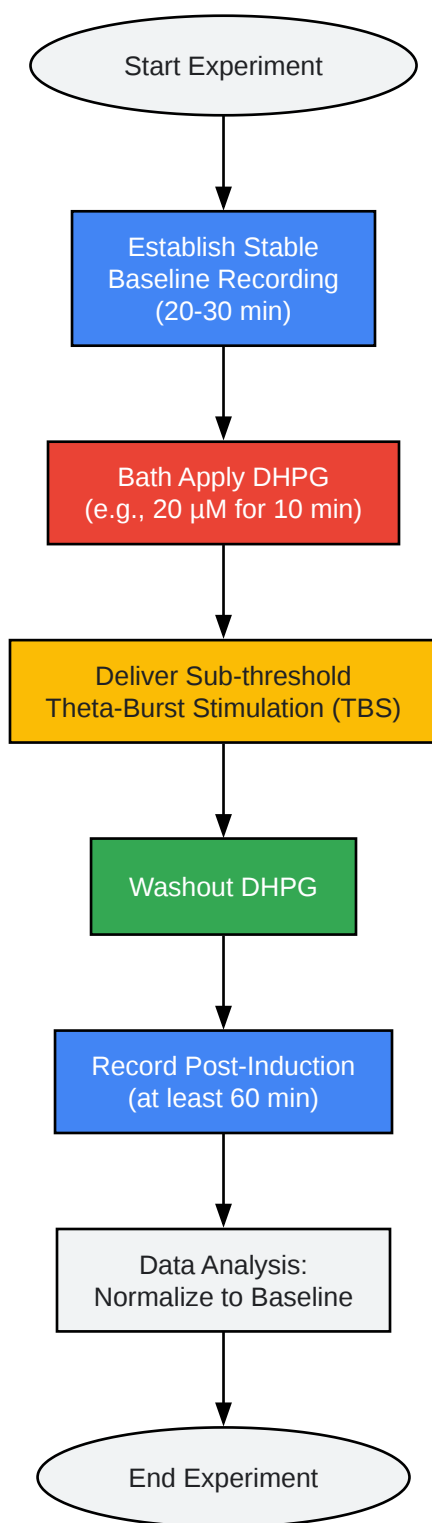 Start Experiment
Establish Stable
Baseline Recording
(20-30 min)
Bath Apply DHPG
(e.g., 20 µM for 10 min)
Deliver Sub-threshold
Theta-Burst Stimulation (TBS)
Washout DHPG
Record Post-Induction
(at least 60 min)
Data Analysis:
Normalize to Baseline
End Experiment